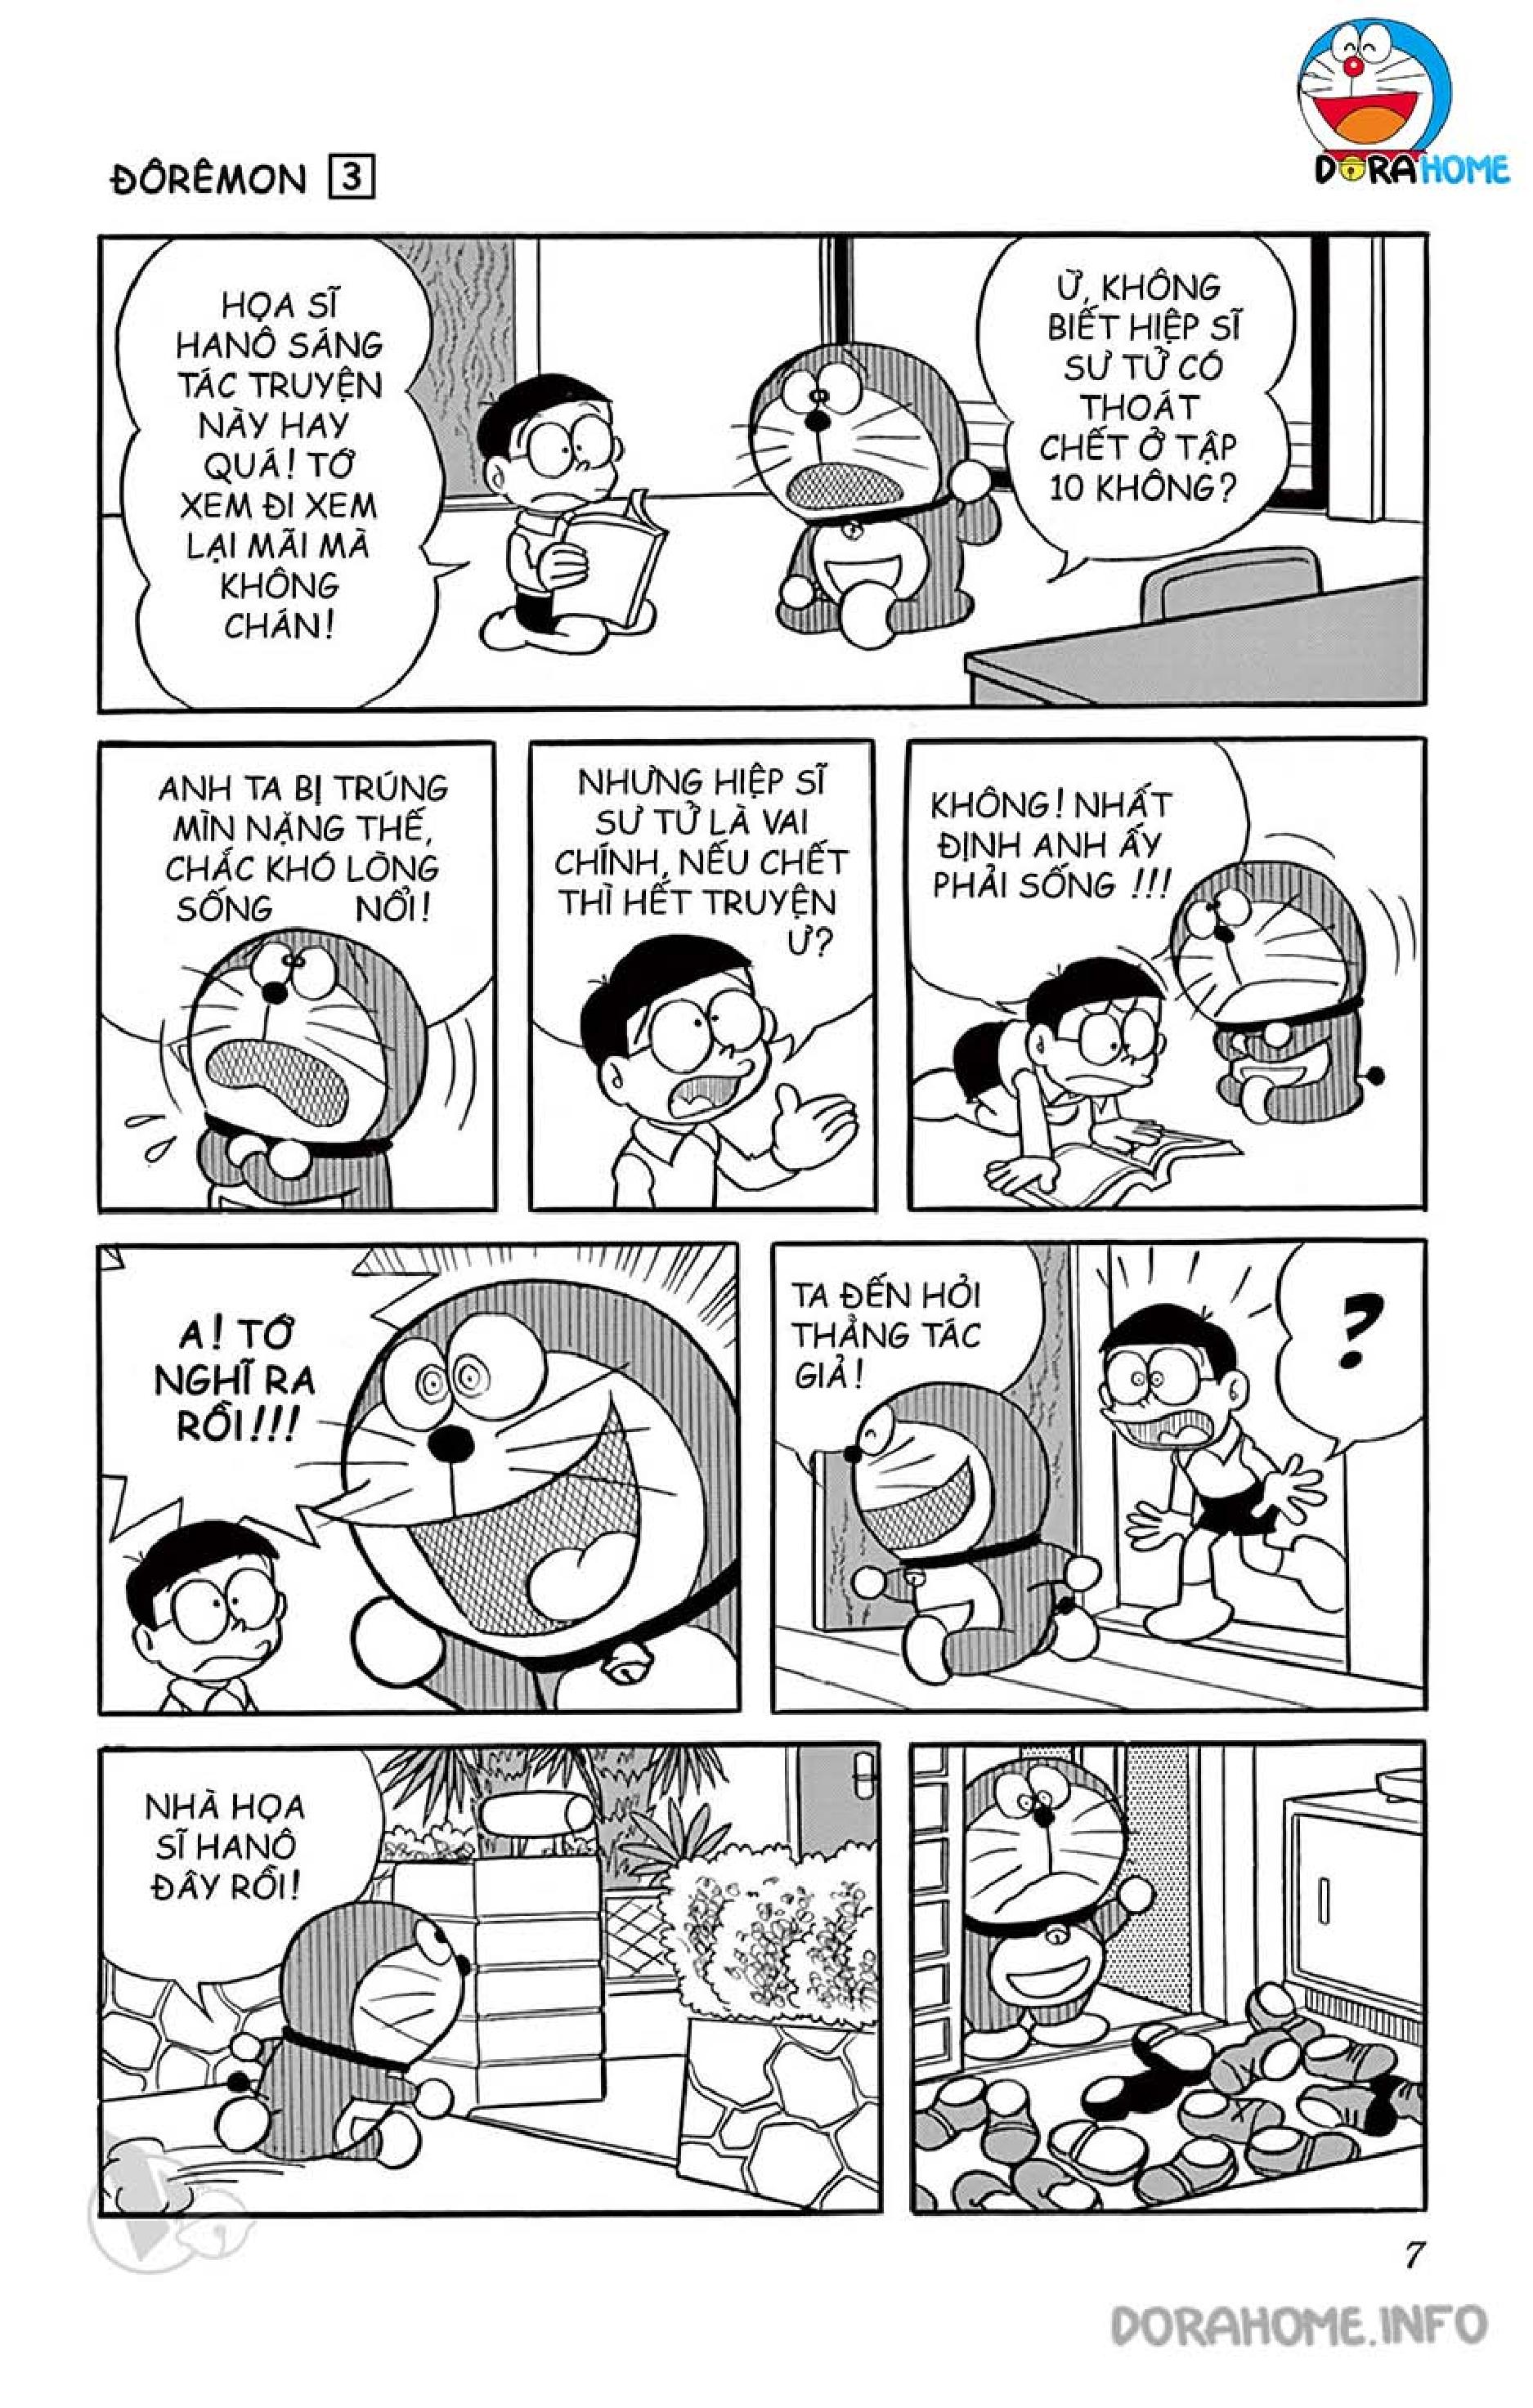 DORAHOME
ĐÔRÊMON 3
HỌA SĨ
HANÔ SÁNG
TÁC TRUYỆN
NÀY HAY
QUÁ! TỚ
XEM ĐI XEM
LẠI MÃI MÀ
KHÔNG
CHÁN!
Ừ, KHÔNG
BIẾT HIỆP SĨ
SƯ TỬ CÓ
THOÁT
CHẾT Ở TẬP
10 KHÔNG?
ANH TA BỊ TRÚNG
MÌN NẶNG THẾ,
CHẮC KHÓ LÒNG
SỐNG NỔI!
NHƯNG HIỆP SĨ
SƯ TỬ LÀ VAI
CHÍNH, NẾU CHẾT
THÌ HẾT TRUYỆN
Ư?
KHÔNG! NHẤT
ĐỊNH ANH ẤY
PHẢI SỐNG !!!
A! TỚ
NGHĨ RA
RỒI!!!
TA ĐẾN HỎI
THẲNG TÁC
GIẢ!
?
NHÀ HỌA
SĨ HANÔ
ĐÂY RỒI!
7
DORAHOME.INFO